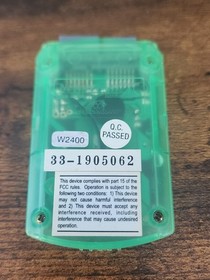 Q.C.
PASSED
W2400
33-1905062
This device complies with part 15 of the
FCC rules. Operation is subject to the
following two conditions: 1) This device
may not cause harmful interference
and 2) This device must accept any
interference received, including
interference that may cause undesired
operation.